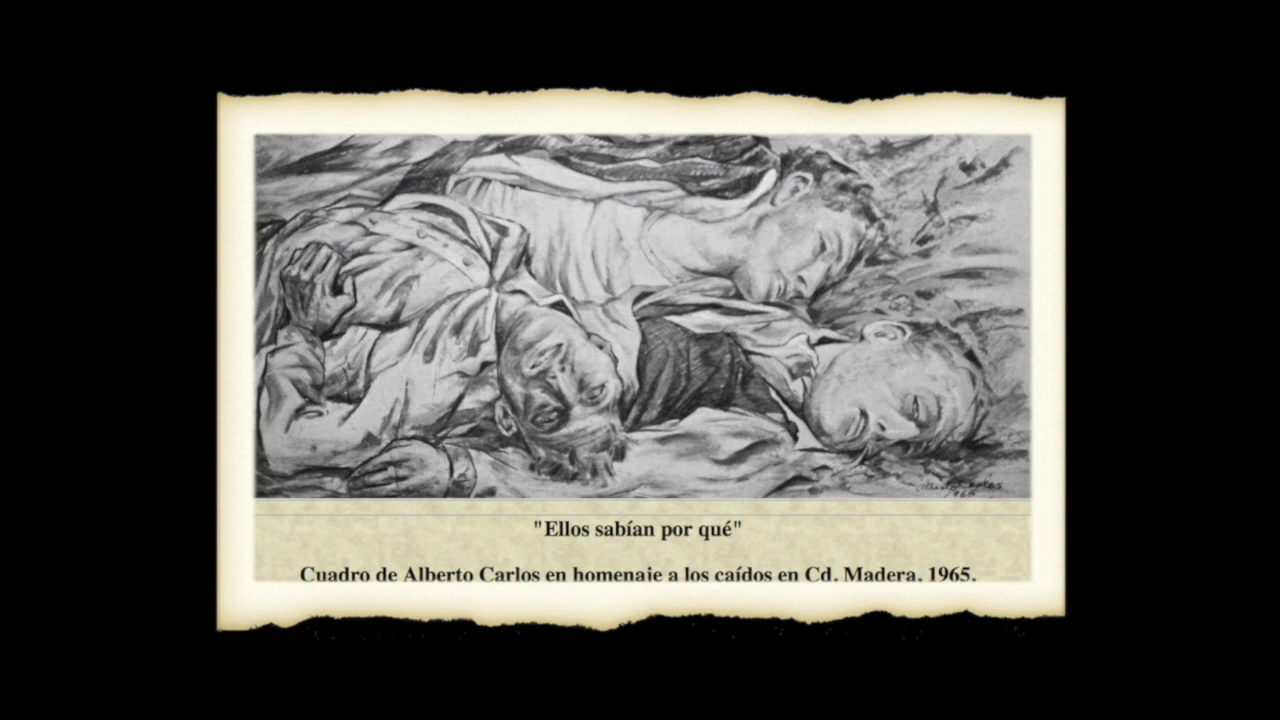 "Ellos sabían por qué"
Cuadro de Alberto Carlos en homenaje a los caídos en Cd. Madera, 1965.